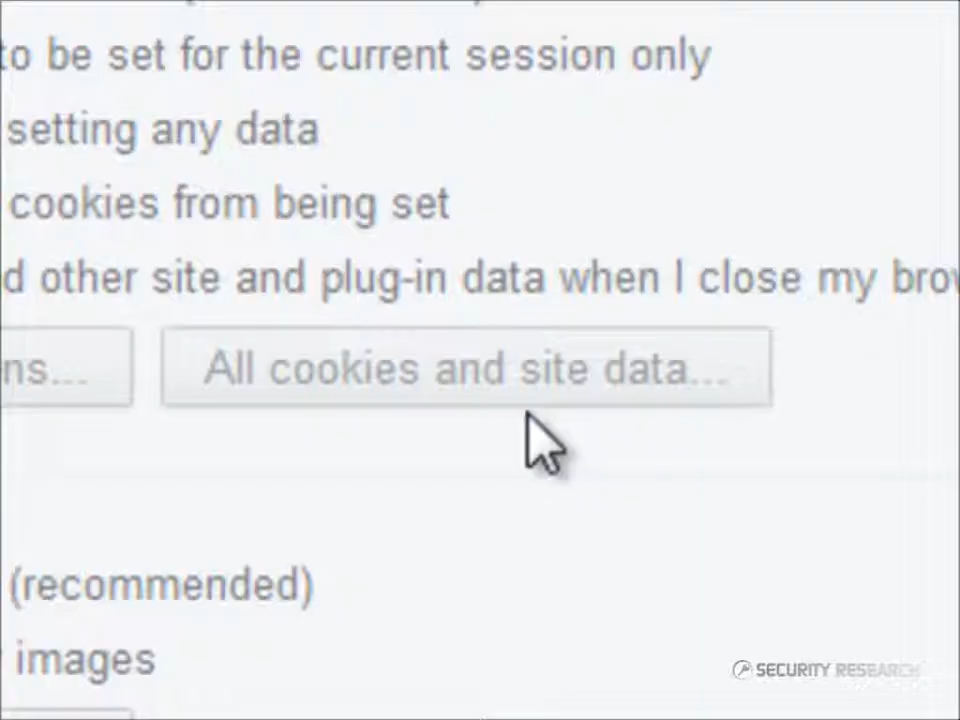 to be set for the current session only
setting any data
cookies from being set
d other site and plug-in data when I close my brow
ns... All cookies and site data...
(recommended)
images
SECURITY RESEARCH